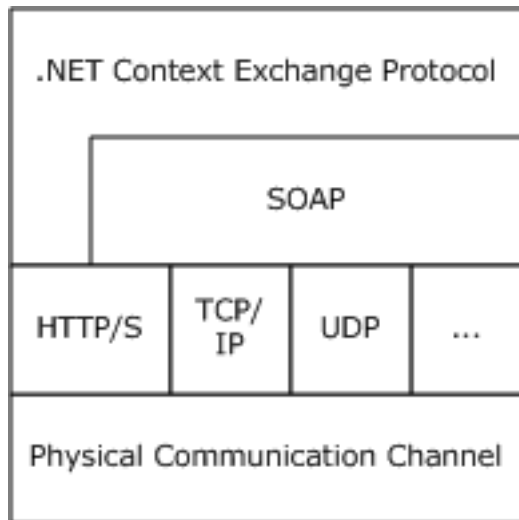 .NET Context Exchange Protocol
SOAP
HTTP/S
TCP/
IP
UDP
...
Physical Communication Channel